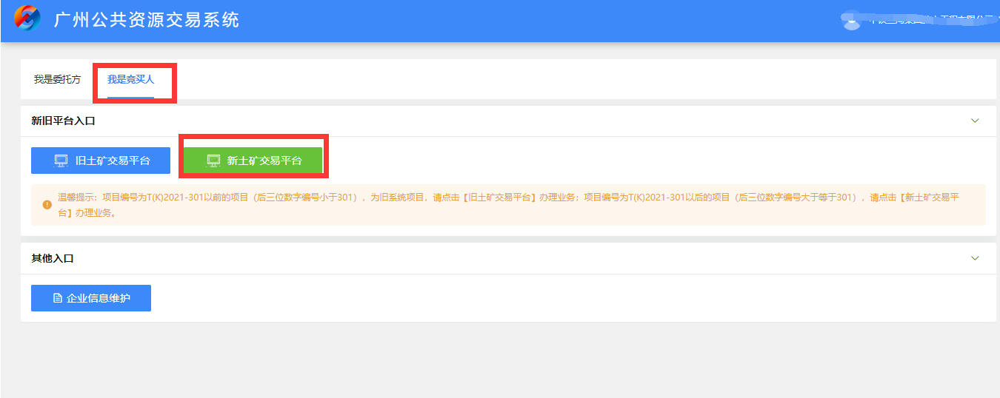 广州公共资源交易系统
我是委托方 我是竞买人
新旧平台入口
旧土矿交易平台 新土矿交易平台
温馨提示：项目编号为T(K)2021-301以前的项目（后三位数字编号小于301），为旧系统项目，请点击【旧土矿交易平台】办理业务；项目编号为T(K)2021-301以后的项目（后三位数字编号大于等于301），请点击【新土矿交易平
台】办理业务。
其他入口
企业信息维护